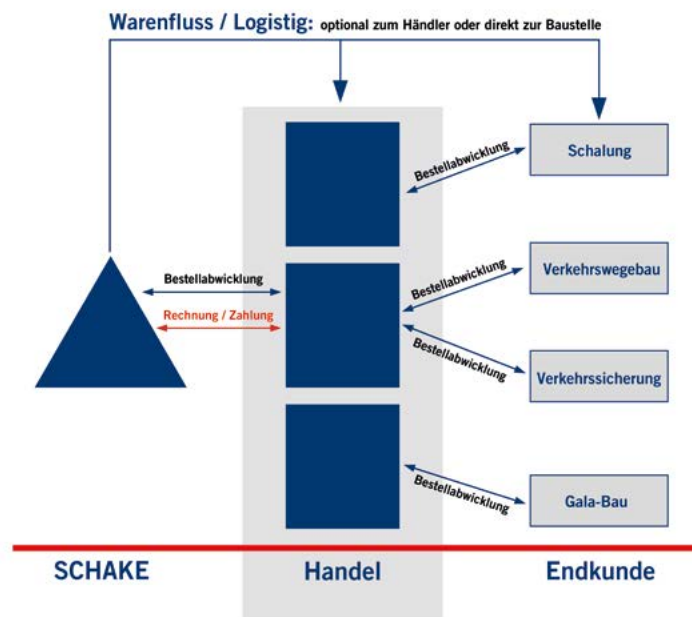 Warenfluss / Logistig: optional zum Händler oder direkt zur Baustelle
Bestellabwicklung
Schalung
Bestellabwicklung
Rechnung / Zahlung
Bestellabwicklung
Verkehrswegebau
Bestellabwicklung
Verkehrssicherung
Bestellabwicklung
Gala-Bau
SCHAKE
Handel
Endkunde